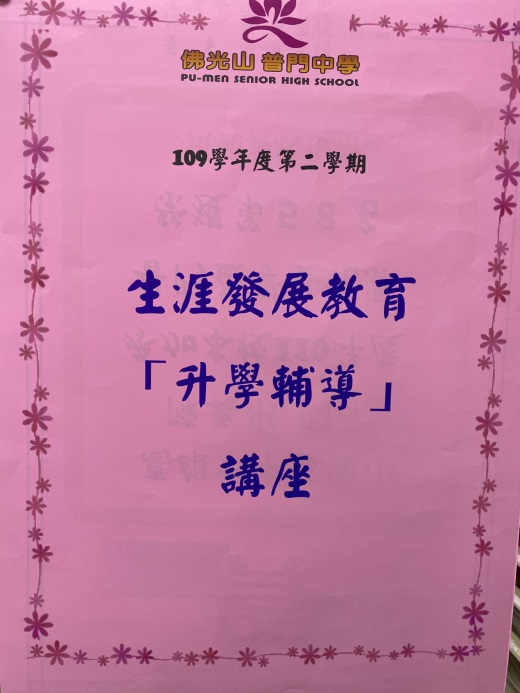 佛光山 普門中學
PU-MEN SENIOR HIGH SCHOOL
109學年度第二學期
生涯發展教育
「升學輔導」
講座